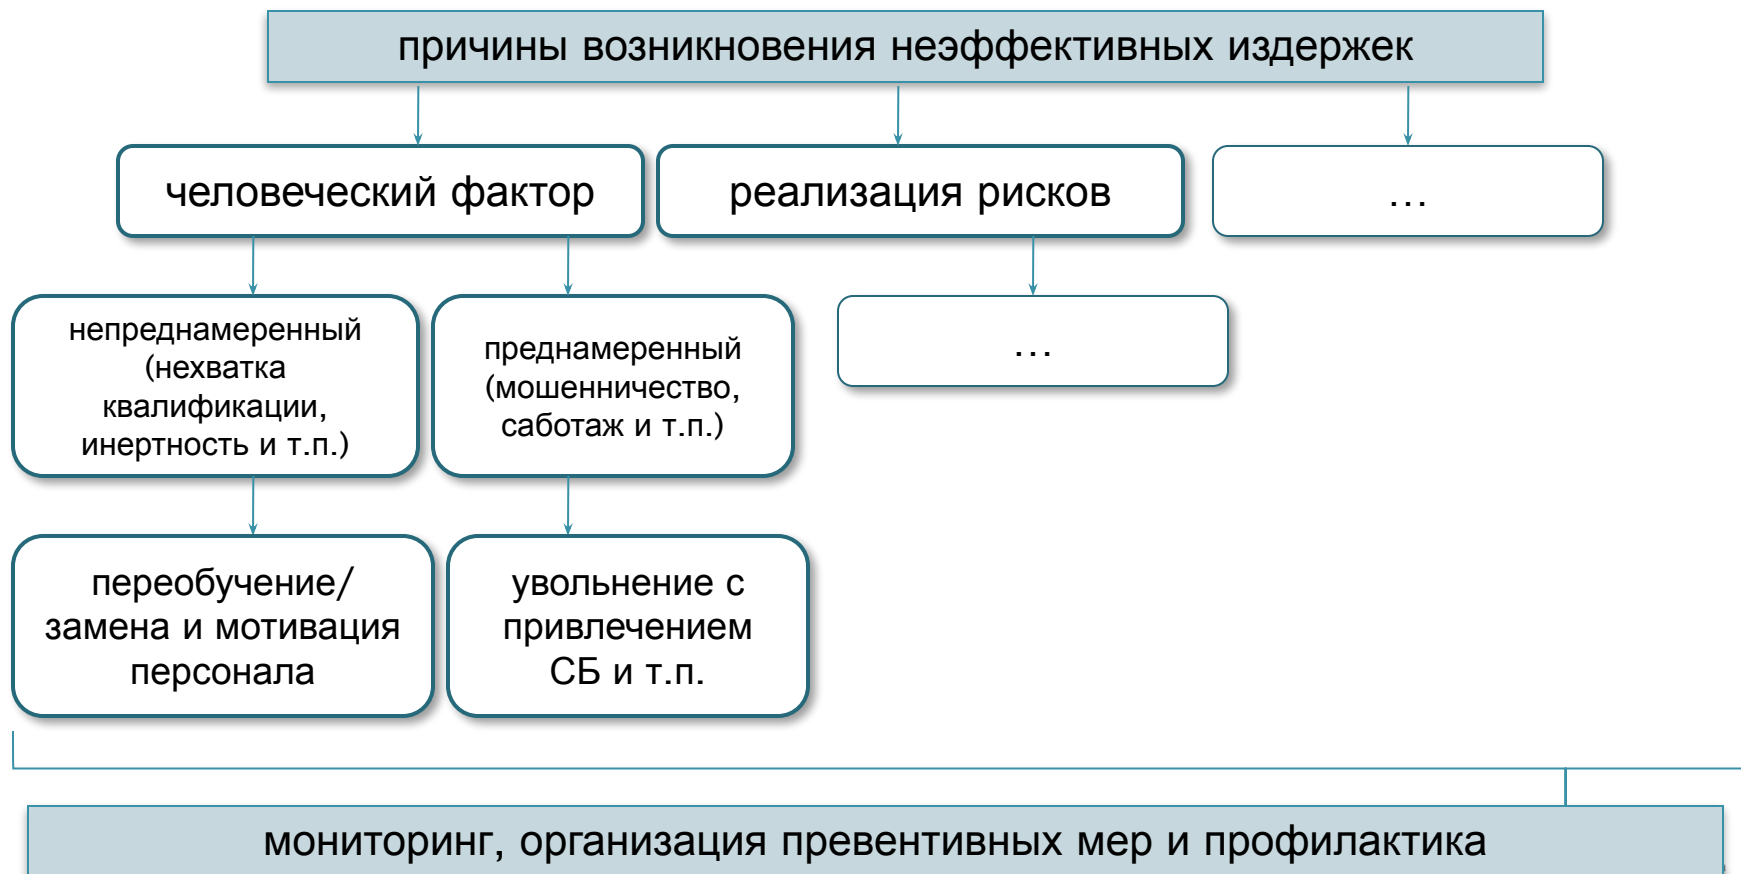 причины возникновения неэффективных издержек
человеческий фактор
реализация рисков
...
непреднамеренный
(нехватка
квалификации,
инертность и т.п.)
преднамеренный
(мошенничество,
саботаж и т.п.)
...
переобучение/
замена и мотивация
персонала
увольнение с
привлечением
СБ и т.п.
мониторинг, организация превентивных мер и профилактика